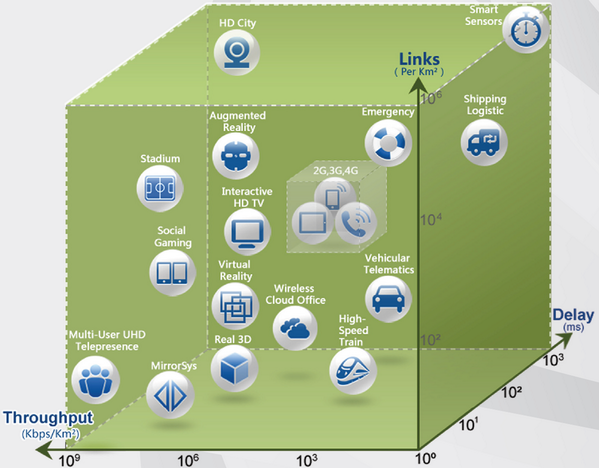 HD City
Smart
Sensors
Links
( Per Km² )
10⁶
Shipping
Logistic
Emergency
Augmented
Reality
Stadium
2G,3G,4G
Interactive
HD TV
10⁴
Social
Gaming
Virtual
Reality
Vehicular
Telematics
Wireless
Cloud Office
High-
Speed
Train
Delay
(ms)
10²
Multi-User UHD
Telepresence
MirrorSys
Real 3D
10³
10²
10¹
Throughput
(Kbps/Km²)
10⁹
10⁶
10³
10⁰